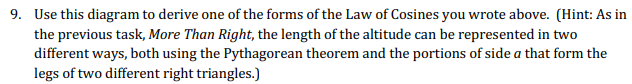 9. Use this diagram to derive one of the forms of the Law of Cosines you wrote above. (Hint: As in
the previous task, More Than Right, the length of the altitude can be represented in two
different ways, both using the Pythagorean theorem and the portions of side a that form the
legs of two different right triangles.)